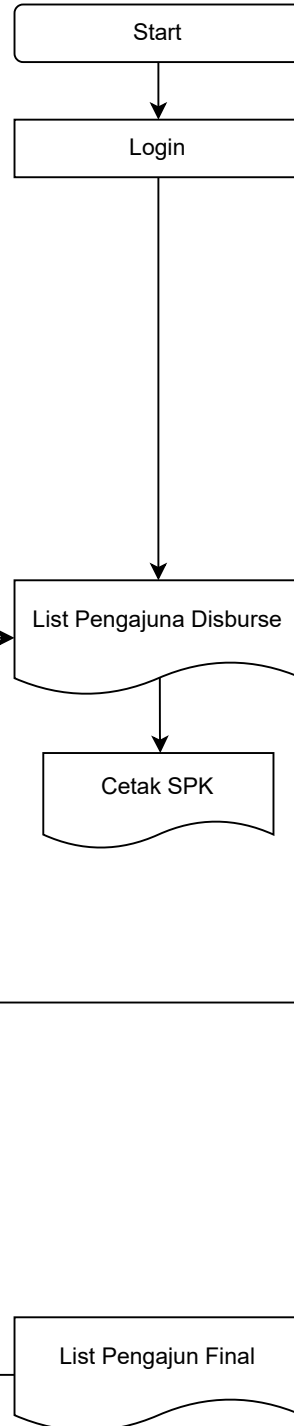 Start
Login
List Pengajuna Disburse
Cetak SPK
List Pengajun Final